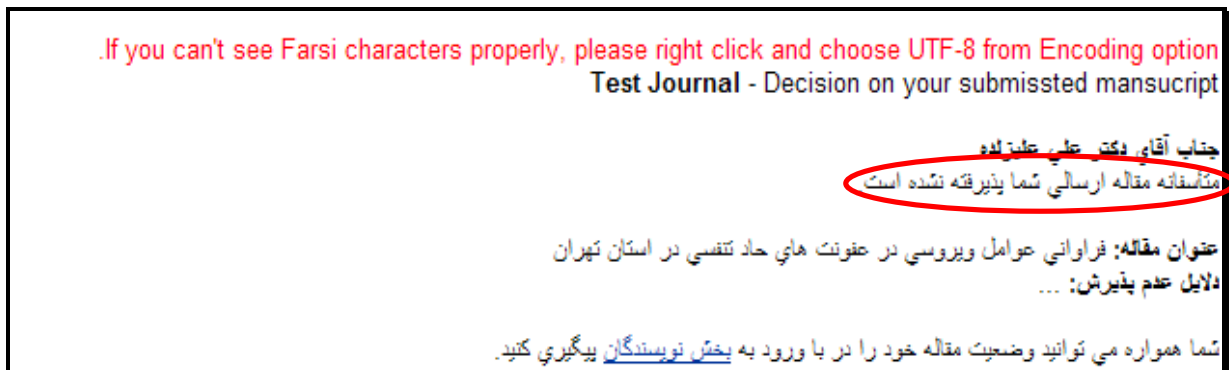 .If you can't see Farsi characters properly, please right click and choose UTF-8 from Encoding option
Test Journal - Decision on your submissted mansucript
جناب آقاي دكتر علي عليزاده
متأسفانه مقاله ارسالي شما پذيرفته نشده است
عنوان مقاله: فراواني عوامل ويروسي در عفونت هاي حاد تنفسي در استان تهران
دلايل عدم پذيرش: ...
شما همواره مي توانيد وضعيت مقاله خود را در با ورود به بخش نويسندگان پيگيري كنيد.